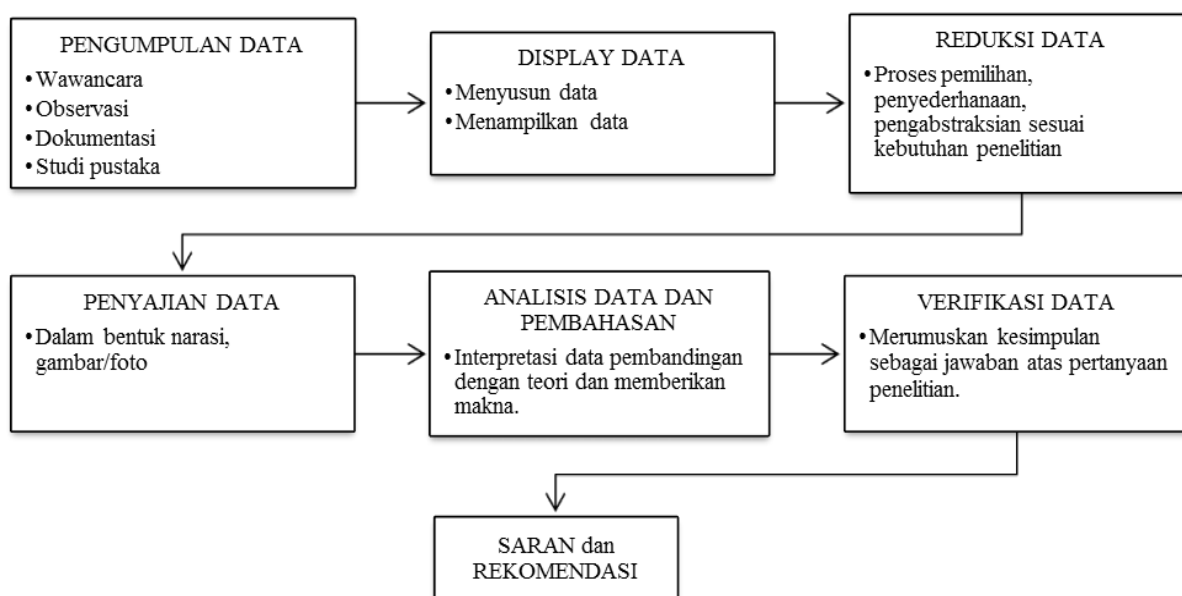 PENGUMPULAN DATA
•Wawancara
•Observasi
•Dokumentasi
•Studi pustaka
DISPLAY DATA
•Menyusun data
•Menampilkan data
REDUKSI DATA
•Proses pemilihan,
penyederhanaan,
pengabstraksian sesuai
kebutuhan penelitian
PENYAJIAN DATA
•Dalam bentuk narasi,
gambar/foto
ANALISIS DATA DAN
PEMBAHASAN
•Interpretasi data pembandingan
dengan teori dan memberikan
makna.
VERIFIKASI DATA
•Merumuskan kesimpulan
sebagai jawaban atas pertanyaan
penelitian.
SARAN dan
REKOMENDASI